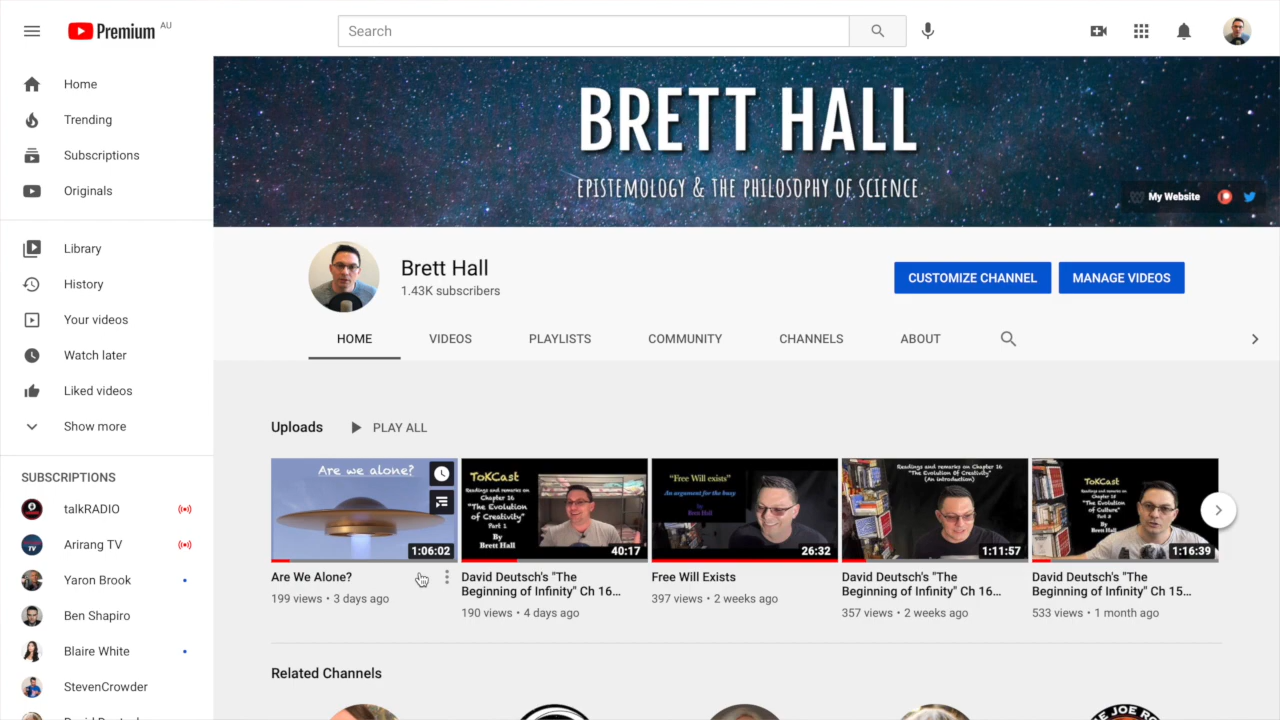 Premium AU
Search
Home
Trending
Subscriptions
Originals
Library
History
Your videos
Watch later
Liked videos
Show more
SUBSCRIPTIONS
talkRADIO
Arirang TV
Yaron Brook
Ben Shapiro
Blaire White
StevenCrowder
BRETT HALL
EPISTEMOLOGY & THE PHILOSOPHY OF SCIENCE
My Website
Brett Hall
1.43K subscribers
CUSTOMIZE CHANNEL
MANAGE VIDEOS
HOME
VIDEOS
PLAYLISTS
COMMUNITY
CHANNELS
ABOUT
Uploads
PLAY ALL
Are we alone?
1:06:02
Are We Alone?
199 views • 3 days ago
ToKCast
Readings and remarks on
Chapter 16
"The Evolution of
Creativity"
Part 1
By
Brett Hall
40:17
David Deutsch's "The
Beginning of Infinity" Ch 16...
190 views • 4 days ago
"Free Will exists"
An argument for the busy
by
Brett Hall
26:32
Free Will Exists
397 views • 2 weeks ago
Readings and remarks on Chapter 16
"The Evolution Of Creativity"
(An introduction)
1:11:57
David Deutsch's "The
Beginning of Infinity" Ch 16...
357 views • 2 weeks ago
ToKCast
Readings and remarks on
Chapter 15
"The Evolution of
Culture"
By
Brett Hall
1:16:39
David Deutsch's "The
Beginning of Infinity" Ch 15...
533 views • 1 month ago
Related Channels
THE JOE RO